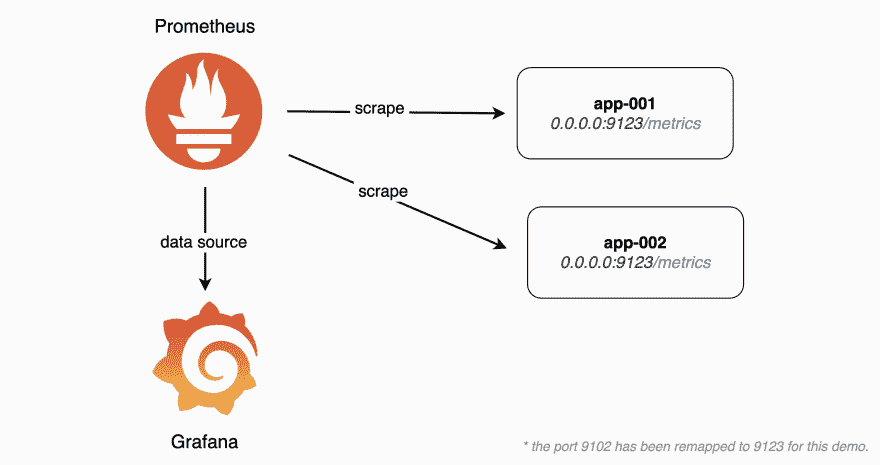 Prometheus
scrape
app-001
0.0.0.0:9123/metrics
scrape
data source
app-002
0.0.0.0:9123/metrics
Grafana
* the port 9102 has been remapped to 9123 for this demo.